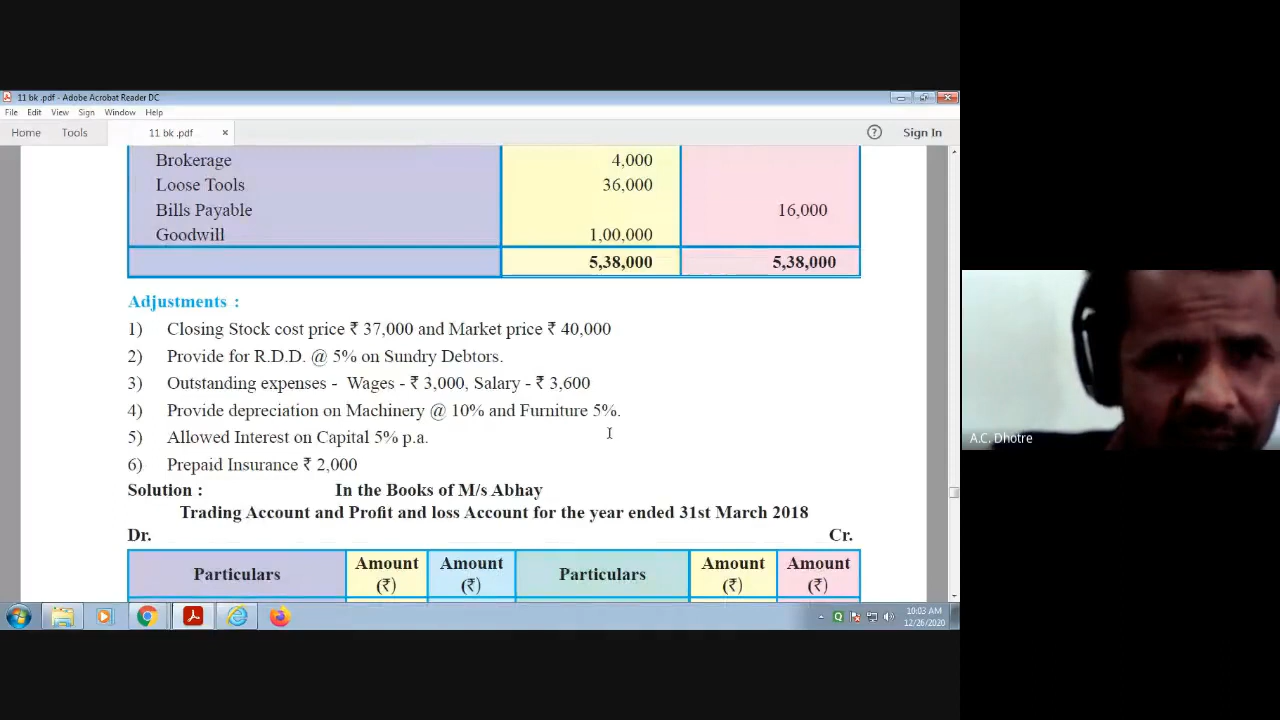 11 bk .pdf - Adobe Acrobat Reader DC
File Edit View Sign Window Help
Home Tools 11 bk .pdf × ? Sign In
Brokerage 4,000
Loose Tools 36,000
Bills Payable 16,000
Goodwill 1,00,000
5,38,000 5,38,000
Adjustments :
1) Closing Stock cost price ₹ 37,000 and Market price ₹ 40,000
2) Provide for R.D.D. @ 5% on Sundry Debtors.
3) Outstanding expenses - Wages - ₹ 3,000, Salary - ₹ 3,600
4) Provide depreciation on Machinery @ 10% and Furniture 5%.
5) Allowed Interest on Capital 5% p.a.
6) Prepaid Insurance ₹ 2,000
Solution : In the Books of M/s Abhay
Trading Account and Profit and loss Account for the year ended 31st March 2018
Dr. Cr.
Particulars Amount (₹) Amount (₹) Particulars Amount (₹) Amount (₹)
10:03 AM
12/26/2020
A.C. Dhotre